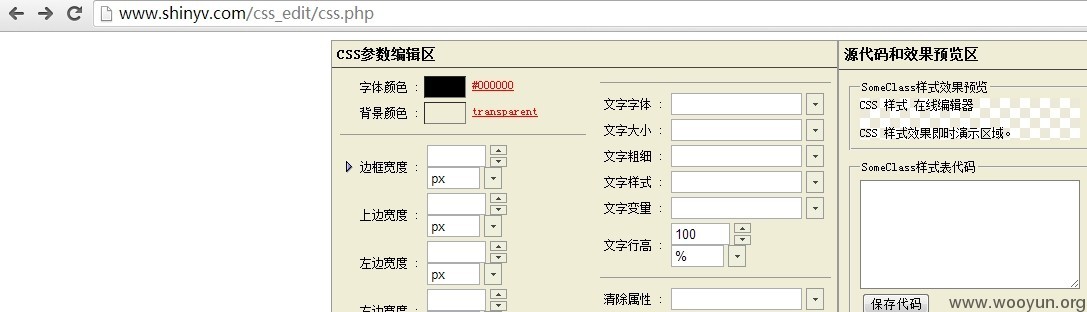 www.shinyv.com/css_edit/css.php
CSS参数编辑区
字体颜色 : #000000
背景颜色 : transparent
边框宽度 :
px
上边宽度 :
px
左边宽度 :
px
右边宽度 :
文字字体 :
文字大小 :
文字粗细 :
文字样式 :
文字变量 :
文字行高 : 100
%
清除属性 :
源代码和效果预览区
SomeClass样式效果预览
CSS 样式 在线编辑器
CSS 样式效果即时演示区域。
SomeClass样式表代码
保存代码
www.wooyun.org